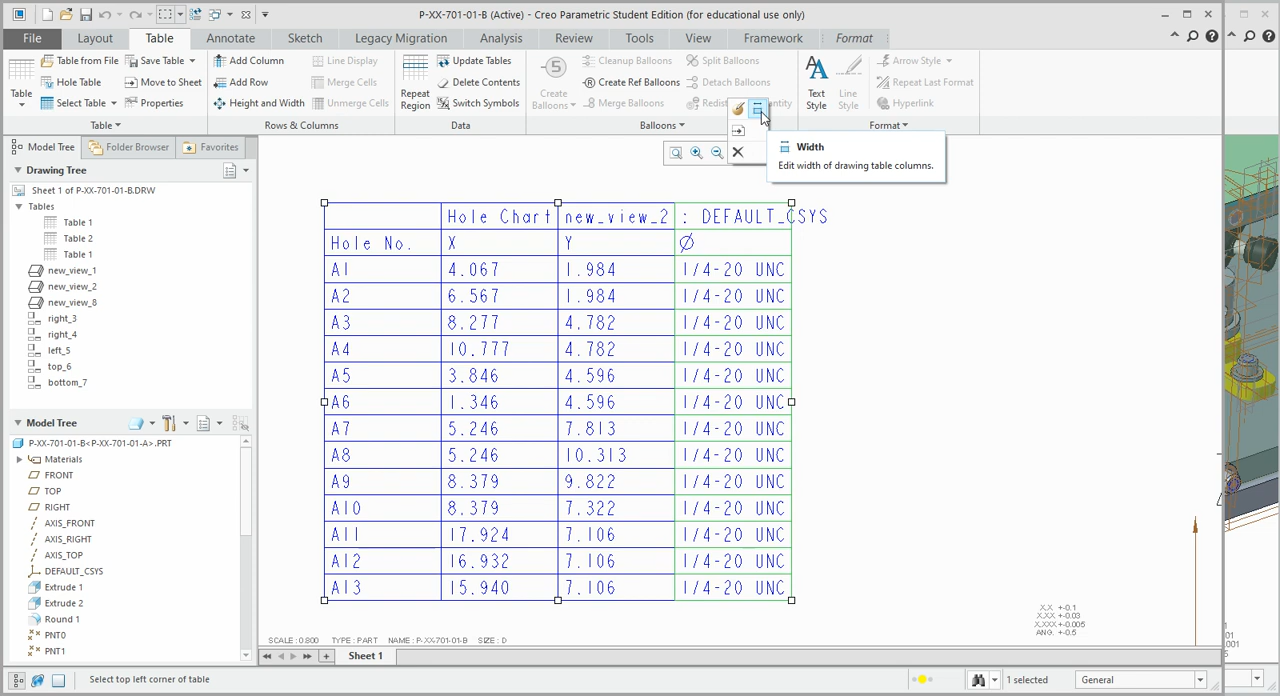 P-XX-701-01-B (Active) - Creo Parametric Student Edition (for educational use only)
File Layout Table Annotate Sketch Legacy Migration Analysis Review Tools View Framework Format
Table
Table from File
Hole Table
Select Table
Save Table
Move to Sheet
Properties
Table
Add Column
Add Row
Height and Width
Line Display
Merge Cells
Unmerge Cells
Rows & Columns
Repeat Region
Update Tables
Delete Contents
Switch Symbols
Data
Create Balloons
Cleanup Balloons
Create Ref Balloons
Merge Balloons
Split Balloons
Detach Balloons
Balloons
Text Style
Line Style
Arrow Style
Repeat Last Format
Hyperlink
Format
Width
Edit width of drawing table columns.
Model Tree Folder Browser Favorites
Drawing Tree
Sheet 1 of P-XX-701-01-B.DRW
Tables
Table 1
Table 2
Table 1
new_view_1
new_view_2
new_view_8
right_3
right_4
left_5
top_6
bottom_7
Model Tree
P-XX-701-01-B<P-XX-701-01-A>.PRT
Materials
FRONT
TOP
RIGHT
AXIS_FRONT
AXIS_RIGHT
AXIS_TOP
DEFAULT_CSYS
Extrude 1
Extrude 2
Round 1
PNT0
PNT1
Hole Chart new_view_2 : DEFAULT_CSYS
Hole No. X Y Ø
A1 4.067 1.984 1/4-20 UNC
A2 6.567 1.984 1/4-20 UNC
A3 8.277 4.782 1/4-20 UNC
A4 10.777 4.782 1/4-20 UNC
A5 3.846 4.596 1/4-20 UNC
A6 1.346 4.596 1/4-20 UNC
A7 5.246 7.813 1/4-20 UNC
A8 5.246 10.313 1/4-20 UNC
A9 8.379 9.822 1/4-20 UNC
A10 8.379 7.322 1/4-20 UNC
A11 17.924 7.106 1/4-20 UNC
A12 16.932 7.106 1/4-20 UNC
A13 15.940 7.106 1/4-20 UNC
X.X +-0.1
X.XX +-0.03
X.XXX +-0.005
ANG. +-0.5
SCALE : 0.800 TYPE : PART NAME : P-XX-701-01-B SIZE : D
Sheet 1
Select top left corner of table
1 selected
General